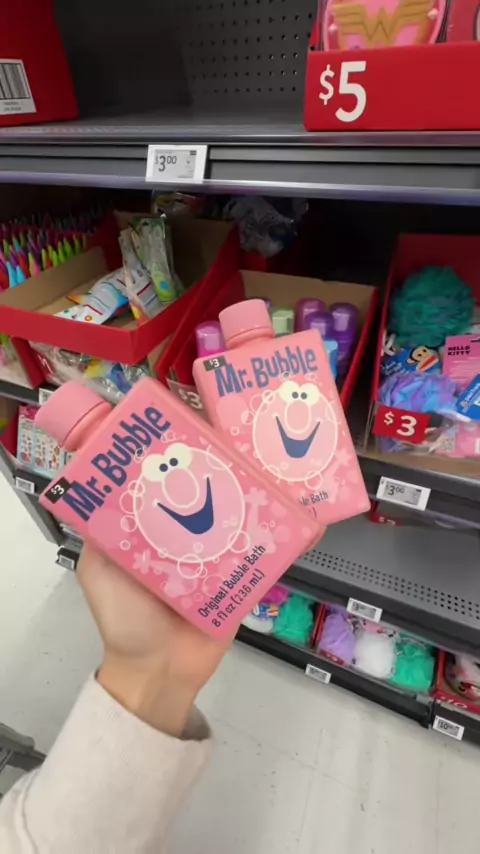 $5
$3.00
$3
Mr. Bubble
le Bath
$3
Mr. Bubble
Original Bubble Bath
8 fl oz (236 mL)
HELLO KITTY
$3
$3.00